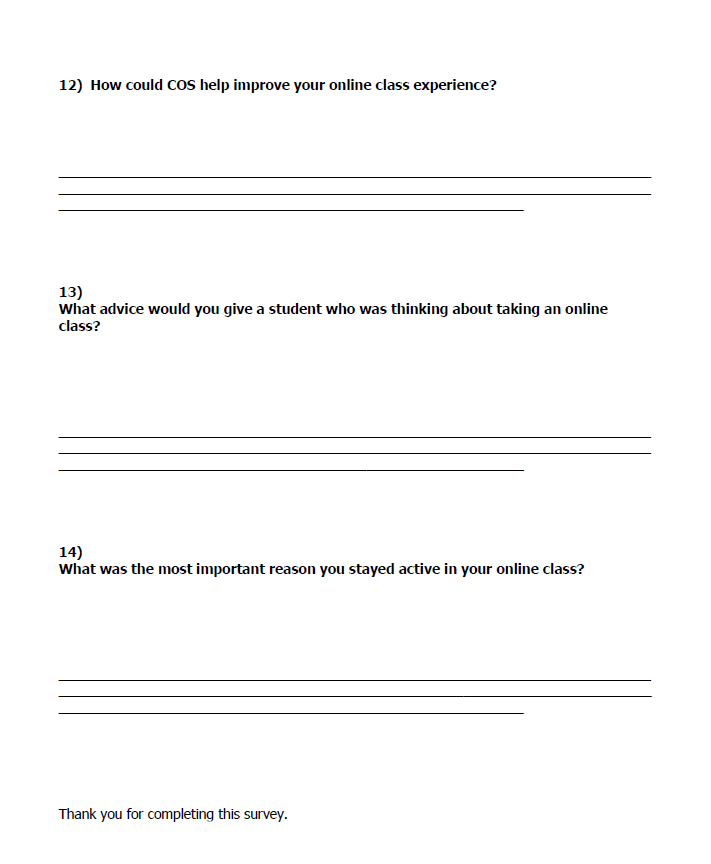 12) How could COS help improve your online class experience?
13)
What advice would you give a student who was thinking about taking an online
class?
14)
What was the most important reason you stayed active in your online class?
Thank you for completing this survey.